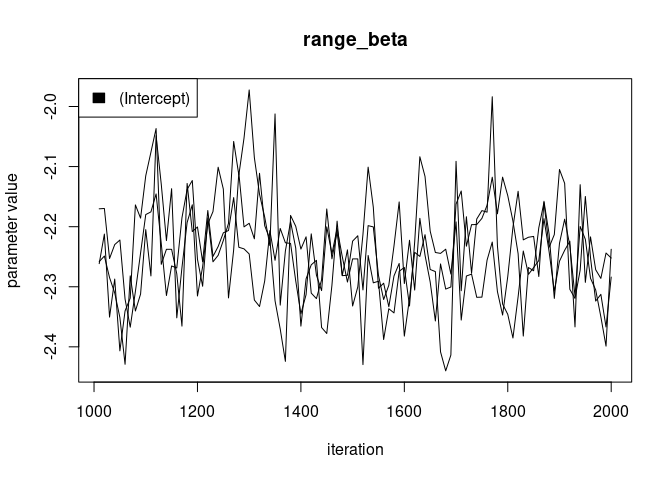 range_beta
(Intercept)
parameter value
-2.0
-2.1
-2.2
-2.3
-2.4
1000
1200
1400
1600
1800
2000
iteration